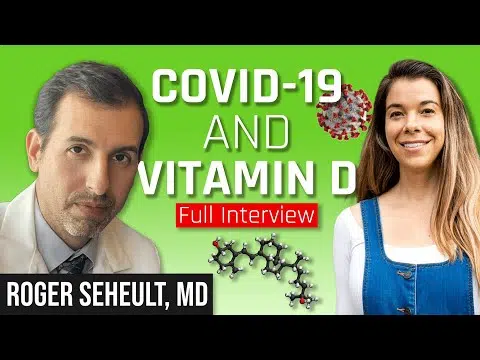 COVID-19
AND
VITAMIN D
Full Interview
ROGER SEHEULT, MD